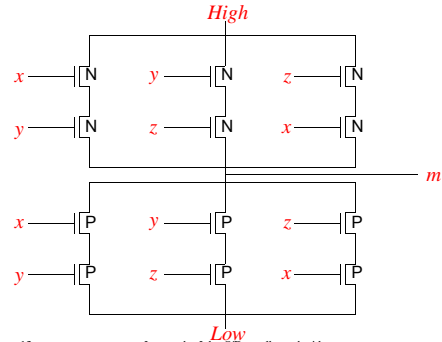 High
x N y N z N
y N z N x N
m
x P y P z P
y P z P x P
Low